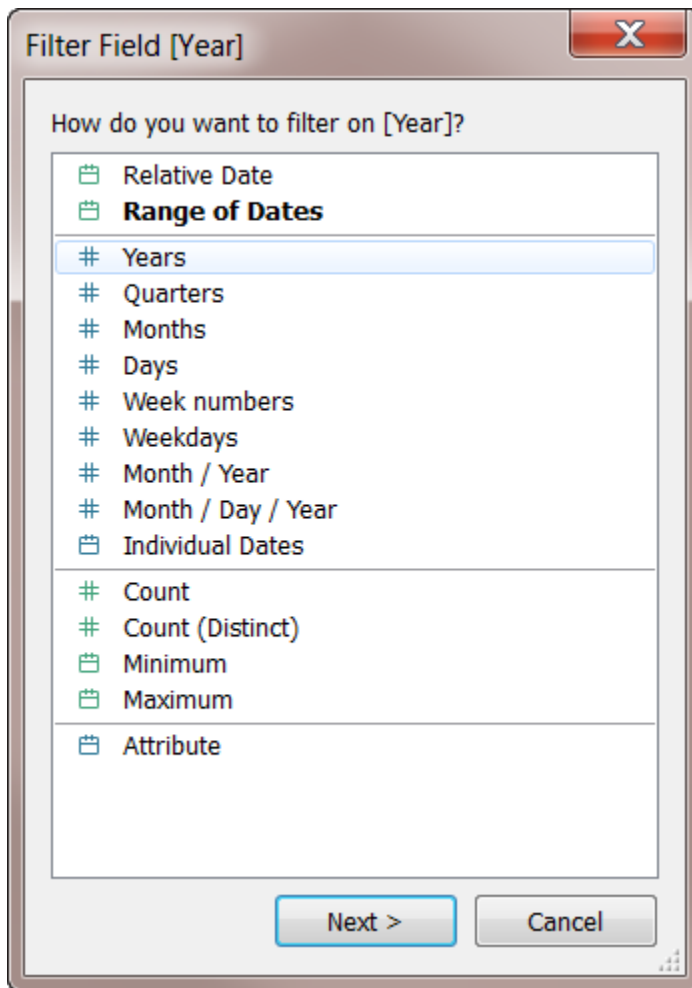 Filter Field [Year]
How do you want to filter on [Year]?
Relative Date
Range of Dates
Years
Quarters
Months
Days
Week numbers
Weekdays
Month / Year
Month / Day / Year
Individual Dates
Count
Count (Distinct)
Minimum
Maximum
Attribute
Next > Cancel